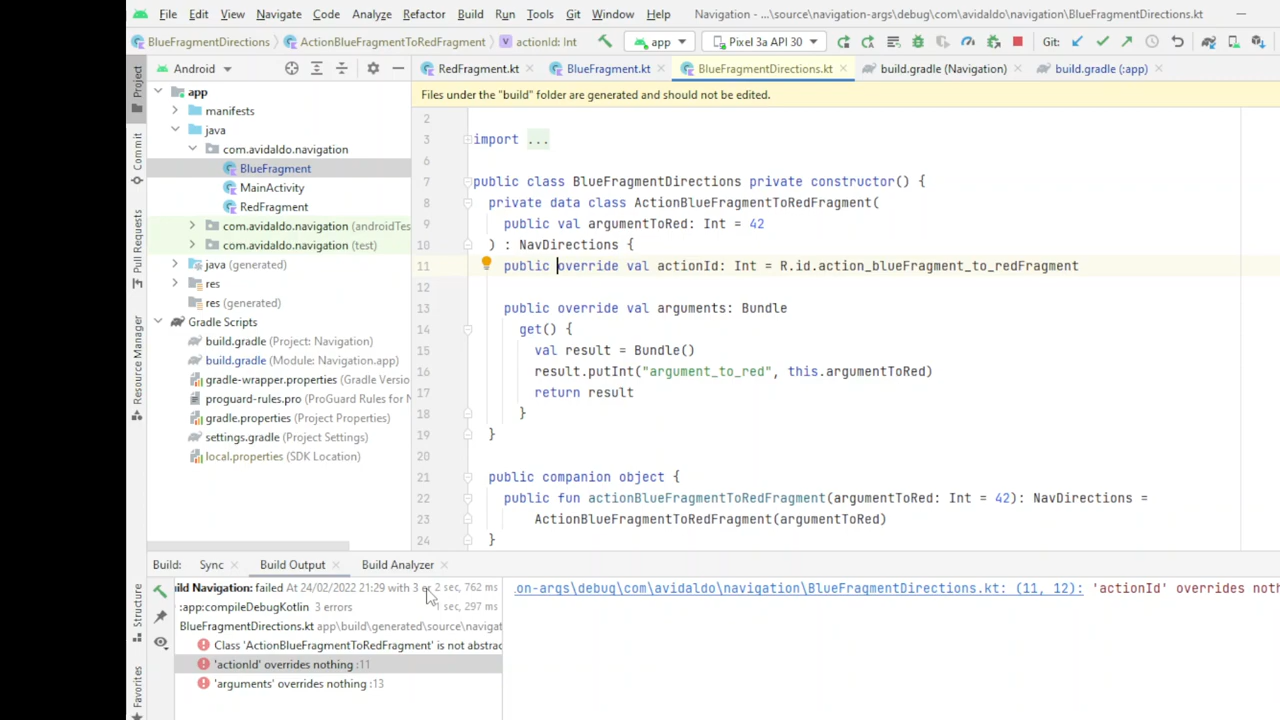 File Edit View Navigate Code Analyze Refactor Build Run Tools Git Window Help Navigation - ...\source\navigation-args\debug\com\avidaldo\navigation\BlueFragmentDirections.kt
BlueFragmentDirections ActionBlueFragmentToRedFragment actionId: Int app Pixel 3a API 30 Git:
Project
Commit
Pull Requests
Resource Manager
Structure
Favorites
Android
app
manifests
java
com.avidaldo.navigation
BlueFragment
MainActivity
RedFragment
com.avidaldo.navigation (androidTes
com.avidaldo.navigation (test)
java (generated)
res
res (generated)
Gradle Scripts
build.gradle (Project: Navigation)
build.gradle (Module: Navigation.app)
gradle-wrapper.properties (Gradle Versio
proguard-rules.pro (ProGuard Rules for N
gradle.properties (Project Properties)
settings.gradle (Project Settings)
local.properties (SDK Location)
RedFragment.kt BlueFragment.kt BlueFragmentDirections.kt build.gradle (Navigation) build.gradle (:app)
Files under the "build" folder are generated and should not be edited.
2
3 import ...
6
7 public class BlueFragmentDirections private constructor() {
8 private data class ActionBlueFragmentToRedFragment(
9 public val argumentToRed: Int = 42
10 ) : NavDirections {
11 public override val actionId: Int = R.id.action_blueFragment_to_redFragment
12
13 public override val arguments: Bundle
14 get() {
15 val result = Bundle()
16 result.putInt("argument_to_red", this.argumentToRed)
17 return result
18 }
19 }
20
21 public companion object {
22 public fun actionBlueFragmentToRedFragment(argumentToRed: Int = 42): NavDirections =
23 ActionBlueFragmentToRedFragment(argumentToRed)
24 }
Build: Sync Build Output Build Analyzer
ild Navigation: failed At 24/02/2022 21:29 with 3 er 2 sec, 762 ms
:app:compileDebugKotlin 3 errors 1 sec, 297 ms
BlueFragmentDirections.kt app\build\generated\source\navigat
Class 'ActionBlueFragmentToRedFragment' is not abstrac
'actionId' overrides nothing :11
'arguments' overrides nothing :13
on-args\debug\com\avidaldo\navigation\BlueFragmentDirections.kt: (11, 12): 'actionId' overrides noth